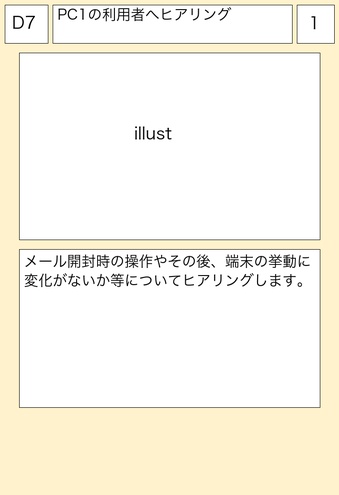 D7
PC1の利用者へヒアリング
1
illust
メール開封時の操作やその後、端末の挙動に
変化がないか等についてヒアリングします。